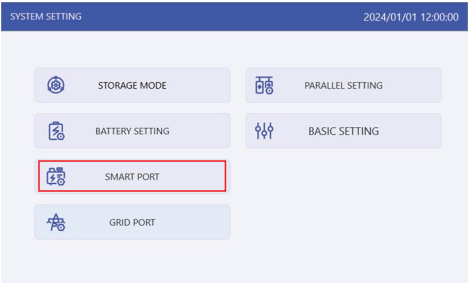 SYSTEM SETTING 2024/01/01 12:00:00
STORAGE MODE PARALLEL SETTING
BATTERY SETTING BASIC SETTING
SMART PORT
GRID PORT